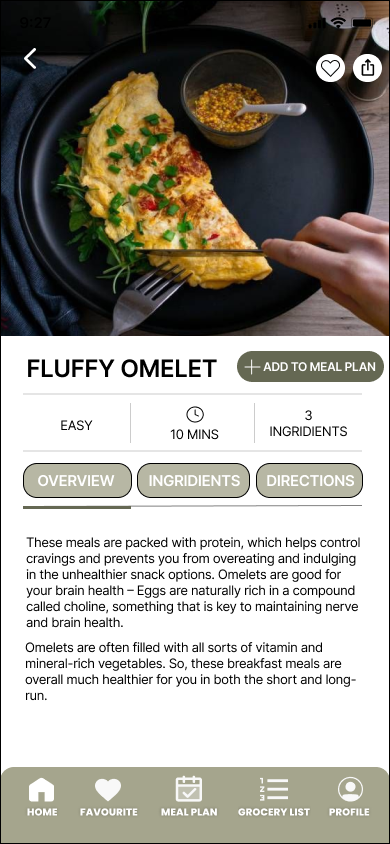 9:27
FLUFFY OMELET
ADD TO MEAL PLAN
EASY
10 MINS
3
INGRIDIENTS
OVERVIEW
INGRIDIENTS
DIRECTIONS
These meals are packed with protein, which helps control
cravings and prevents you from overeating and indulging
in the unhealthier snack options. Omelets are good for
your brain health – Eggs are naturally rich in a compound
called choline, something that is key to maintaining nerve
and brain health.
Omelets are often filled with all sorts of vitamin and
mineral-rich vegetables. So, these breakfast meals are
overall much healthier for you in both the short and long-
run.
1
2
3
HOME
FAVOURITE
MEAL PLAN
GROCERY LIST
PROFILE